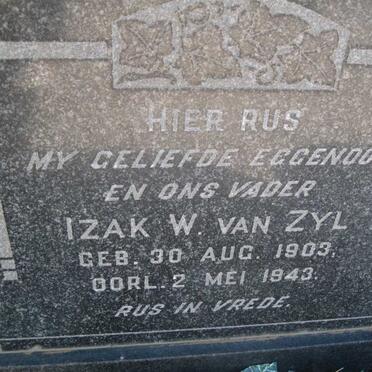 HIER RUS
MY GELIEFDE EGGENOO
EN ONS VADER
IZAK W. VAN ZYL
GEB. 30 AUG. 1903.
OORL. 2 MEI 1943.
RUS IN VREDE.